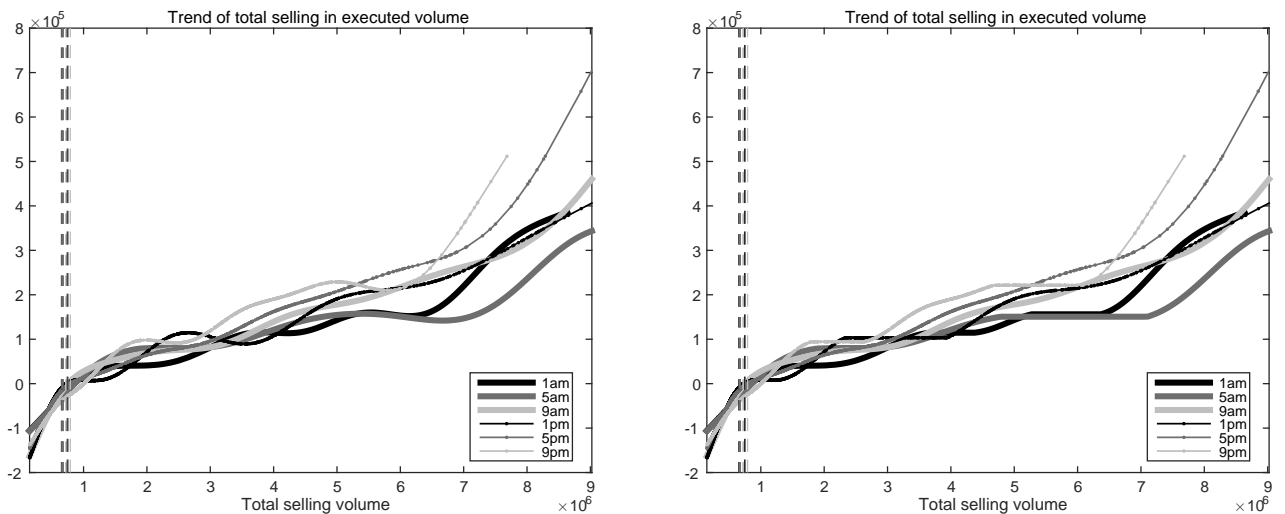 Trend of total selling in executed volume
×10^5
8
7
6
5
4
3
2
1
0
-1
-2
1 2 3 4 5 6 7 8 9
Total selling volume
×10^6
1am
5am
9am
1pm
5pm
9pm
Trend of total selling in executed volume
×10^5
8
7
6
5
4
3
2
1
0
-1
-2
1 2 3 4 5 6 7 8 9
Total selling volume
×10^6
1am
5am
9am
1pm
5pm
9pm